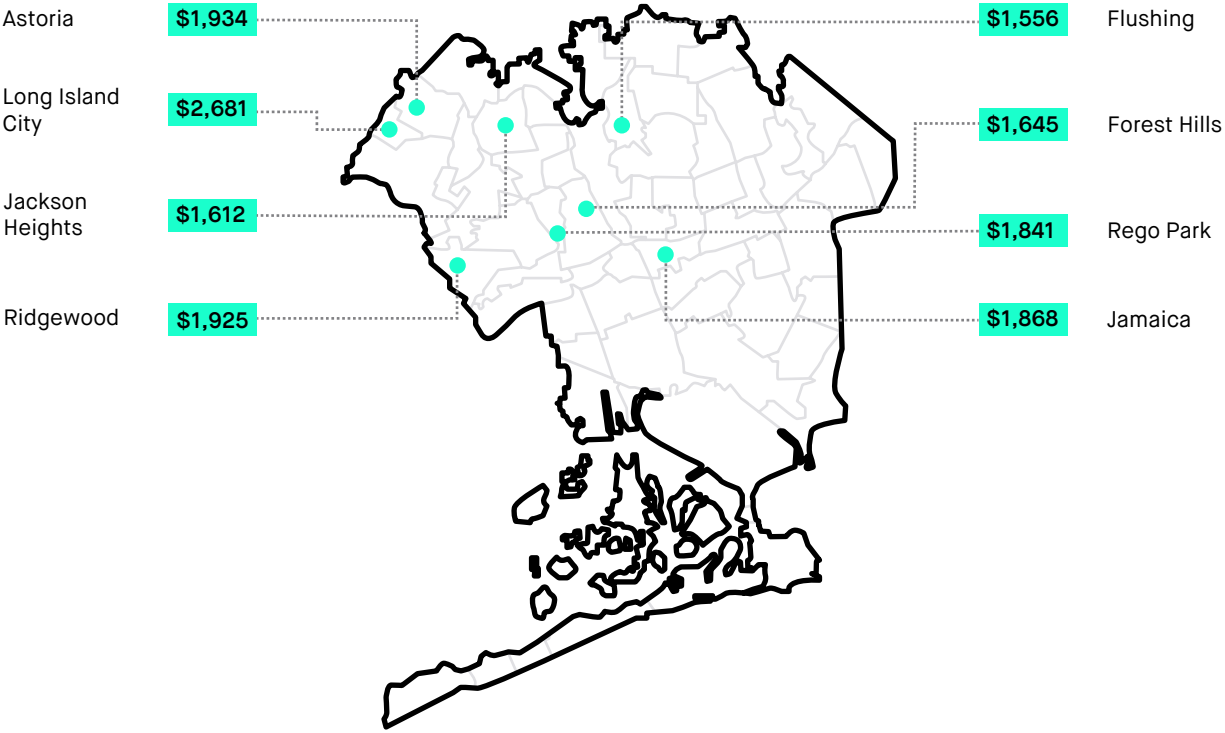 Astoria
$1,934
Long Island
City
$2,681
Jackson
Heights
$1,612
Ridgewood
$1,925
$1,556
Flushing
$1,645
Forest Hills
$1,841
Rego Park
$1,868
Jamaica